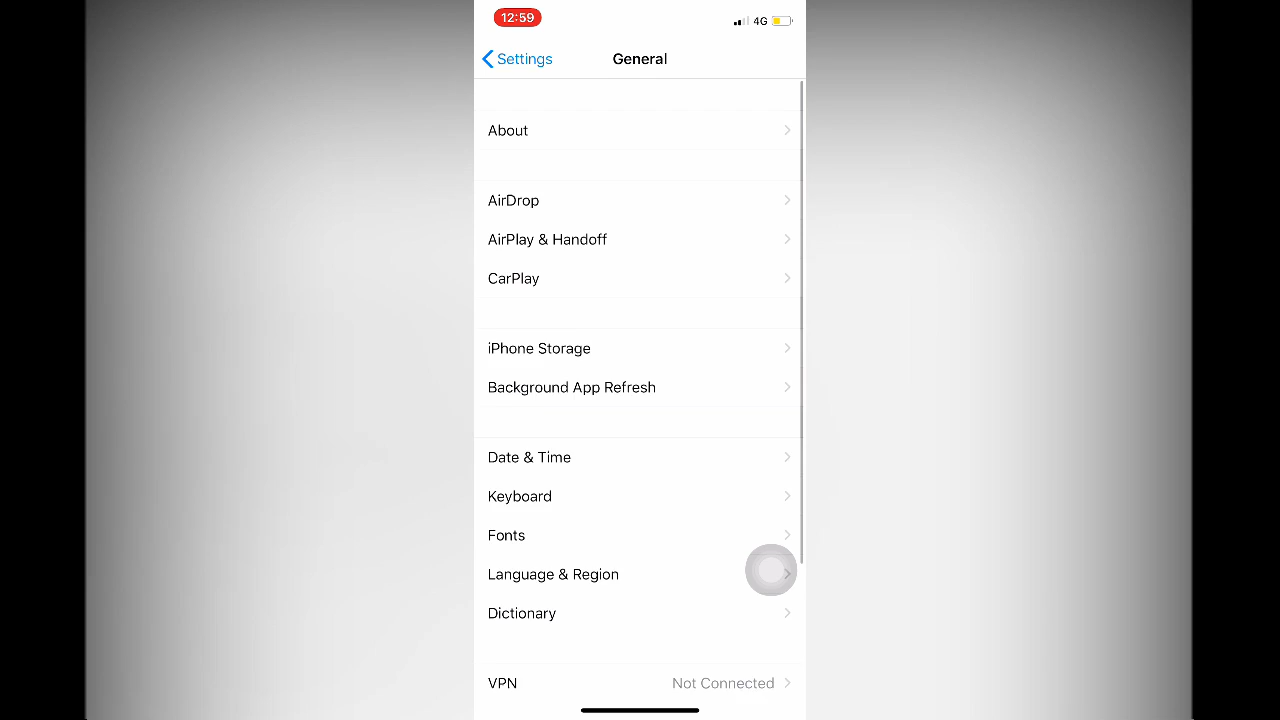 12:59
4G
Settings
General
About
AirDrop
AirPlay & Handoff
CarPlay
iPhone Storage
Background App Refresh
Date & Time
Keyboard
Fonts
Language & Region
Dictionary
VPN Not Connected